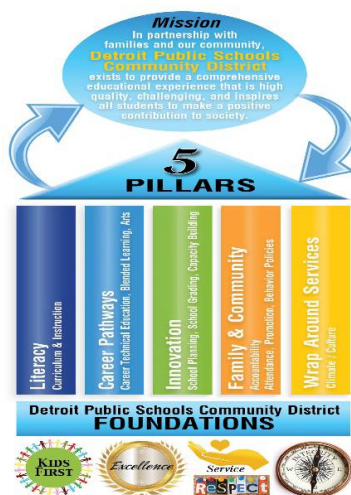 Mission
In partnership with
families and our community,
Detroit Public Schools
Community District
exists to provide a comprehensive
educational experience that is high
quality, challenging, and inspires
all students to make a positive
contribution to society.
5
PILLARS
Literacy
Curriculum & Instruction
Career Pathways
Career Technical Education, Blended Learning, Arts
Innovation
School Planning, School Grading, Capacity Building
Family & Community
Accountability
Attendance, Promotion, Behavior Policies
Wrap Around Services
Climate / Culture
Detroit Public Schools Community District
FOUNDATIONS
KIDS
FIRST
Excellence
Service
ReSPECt